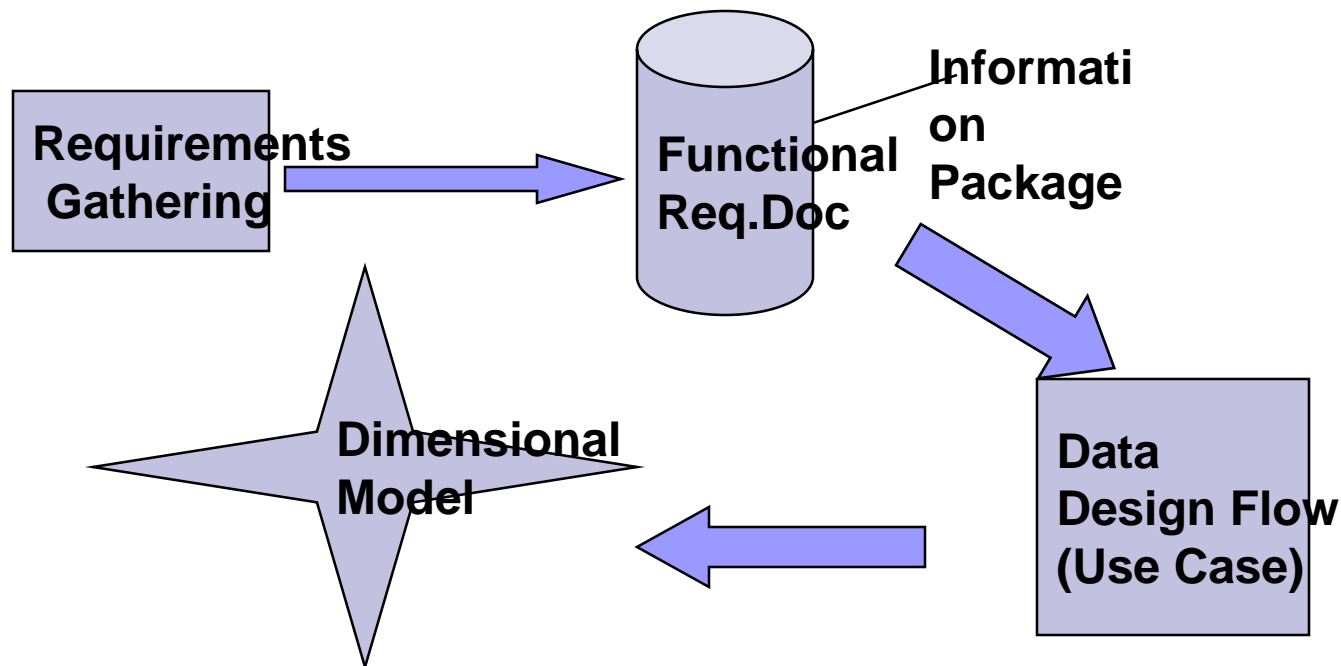 Requirements
Gathering
Functional
Req.Doc
Informati
on
Package
Data
Design Flow
(Use Case)
Dimensional
Model